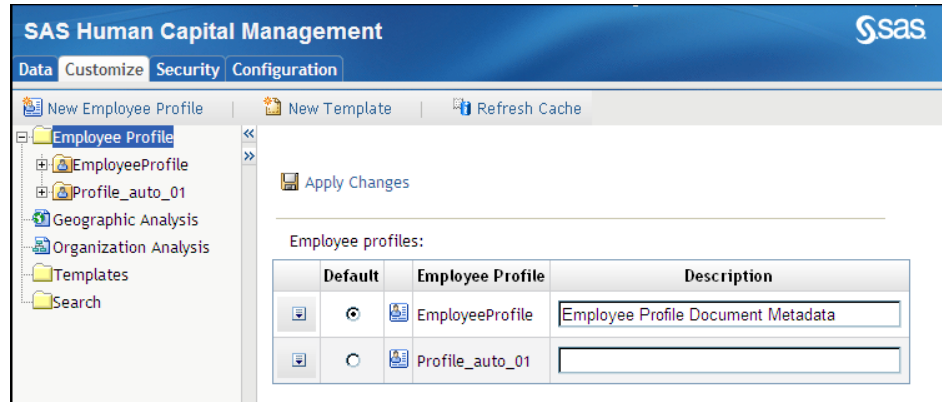 SAS Human Capital Management
sas
Data Customize Security Configuration
New Employee Profile | New Template | Refresh Cache
Employee Profile
EmployeeProfile
Profile_auto_01
Geographic Analysis
Organization Analysis
Templates
Search
Apply Changes
Employee profiles:
Default Employee Profile Description
EmployeeProfile Employee Profile Document Metadata
Profile_auto_01